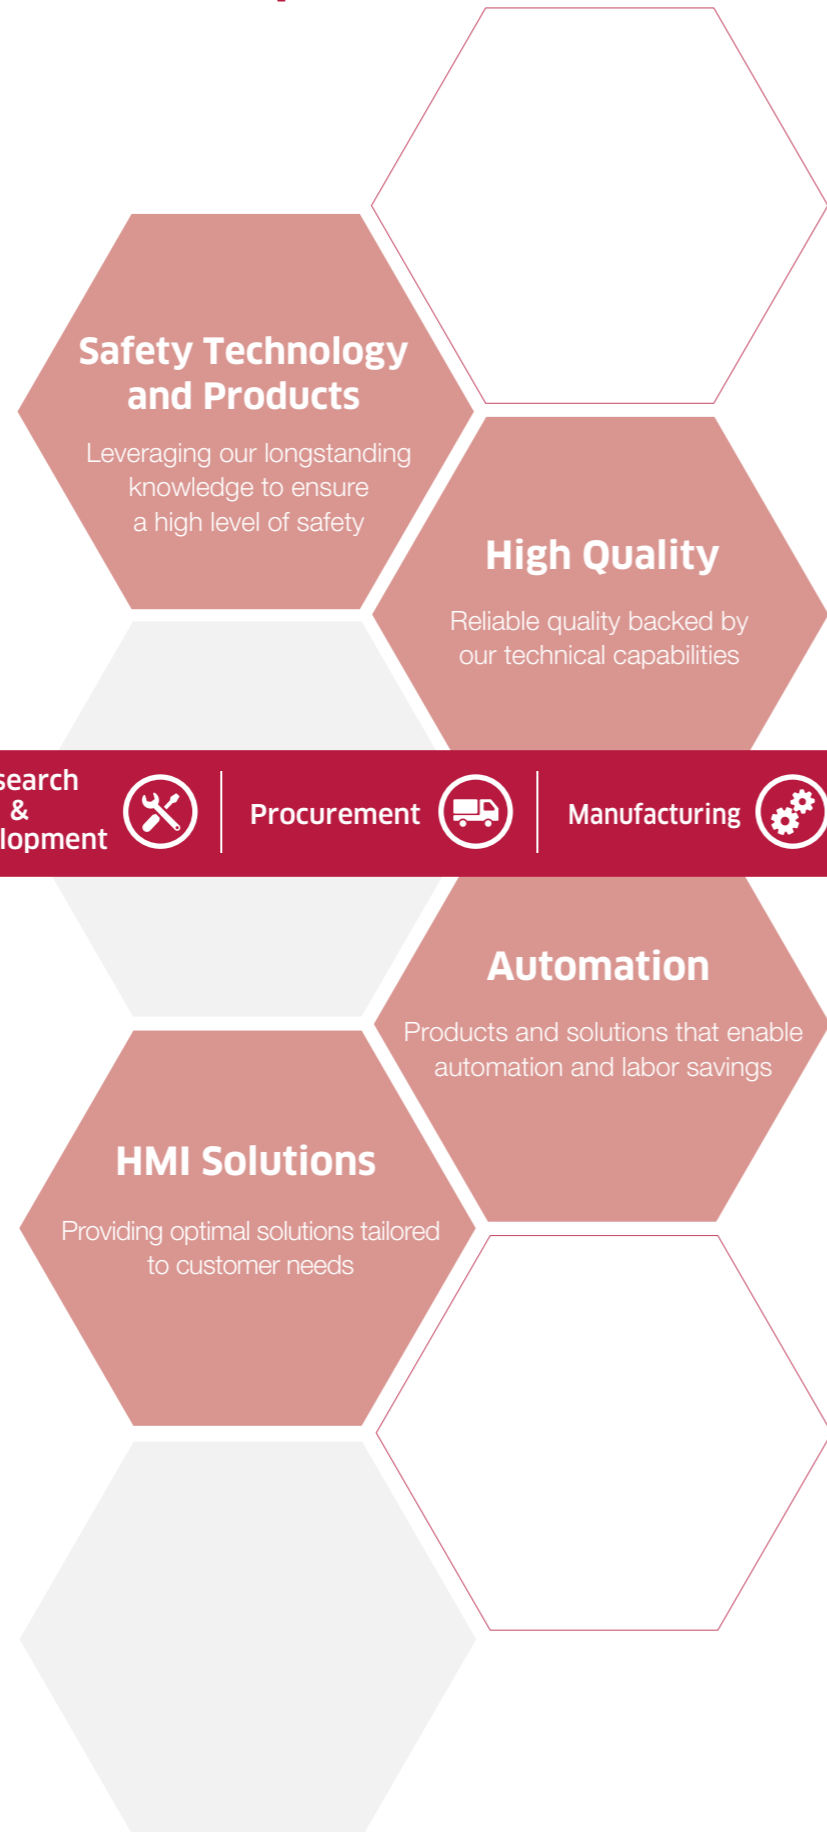 Safety Technology
and Products
Leveraging our longstanding
knowledge to ensure
a high level of safety
High Quality
Reliable quality backed by
our technical capabilities
search
&
lopment
Procurement
Manufacturing
Automation
Products and solutions that enable
automation and labor savings
HMI Solutions
Providing optimal solutions tailored
to customer needs